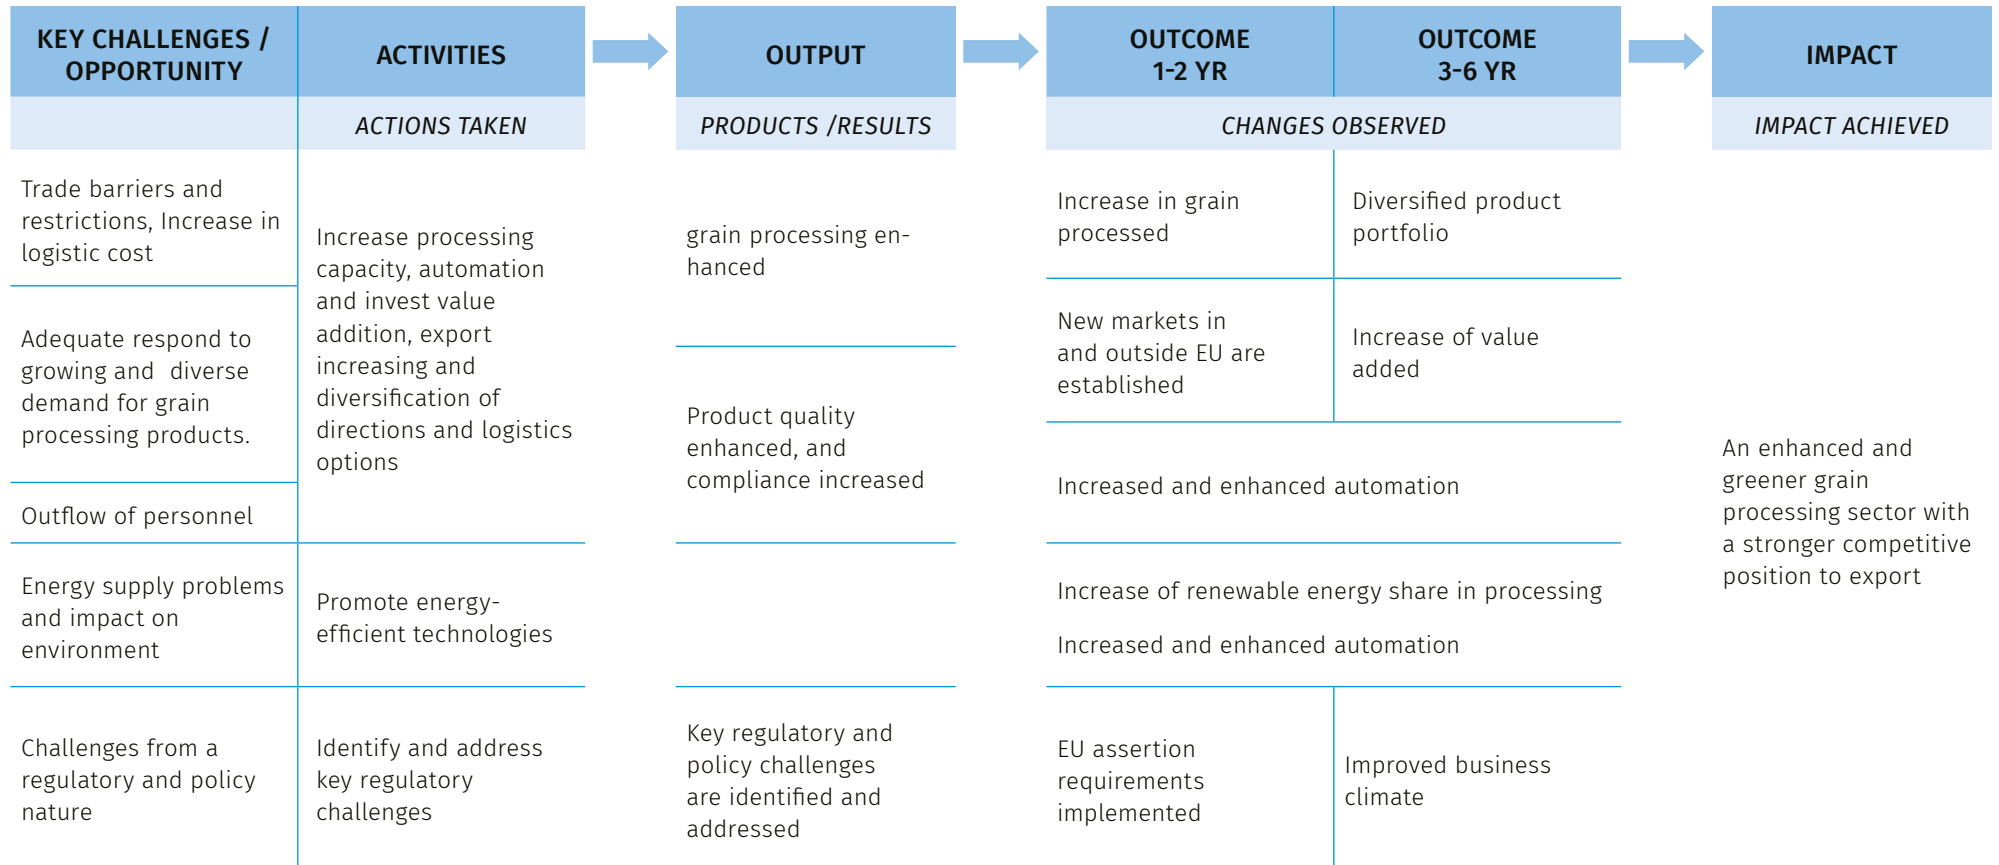 KEY CHALLENGES /
OPPORTUNITY
ACTIVITIES
OUTPUT
OUTCOME
1-2 YR
OUTCOME
3-6 YR
IMPACT
ACTIONS TAKEN
PRODUCTS /RESULTS
CHANGES OBSERVED
IMPACT ACHIEVED
Trade barriers and
restrictions, Increase in
logistic cost
Adequate respond to
growing and  diverse
demand for grain
processing products.
Outflow of personnel
Increase processing
capacity, automation
and invest value
addition, export
increasing and
diversification of
directions and logistics
options
grain processing en-
hanced
Product quality
enhanced, and
compliance increased
Increase in grain
processed
Diversified product
portfolio
New markets in
and outside EU are
established
Increase of value
added
Increased and enhanced automation
Energy supply problems
and impact on
environment
Promote energy-
efficient technologies
Increase of renewable energy share in processing
Increased and enhanced automation
Challenges from a
regulatory and policy
nature
Identify and address
key regulatory
challenges
Key regulatory and
policy challenges
are identified and
addressed
EU assertion
requirements
implemented
Improved business
climate
An enhanced and
greener grain
processing sector with
a stronger competitive
position to export